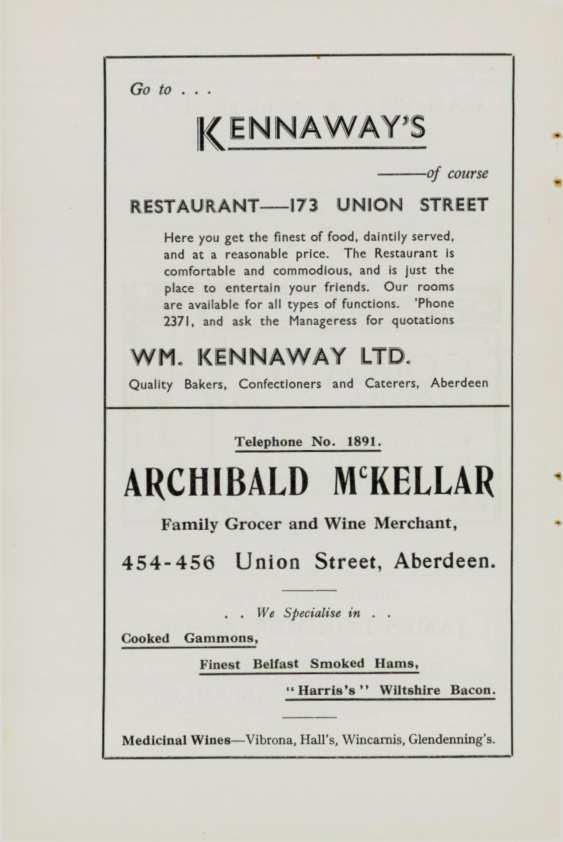 Go to . . .
KENNAWAY'S
——of course
RESTAURANT—173 UNION STREET
Here you get the finest of food, daintily served,
and at a reasonable price. The Restaurant is
comfortable and commodious, and is just the
place to entertain your friends. Our rooms
are available for all types of functions. 'Phone
2371, and ask the Manageress for quotations
WM. KENNAWAY LTD.
Quality Bakers, Confectioners and Caterers, Aberdeen
Telephone No. 1891.
ARCHIBALD McKELLAR
Family Grocer and Wine Merchant,
454-456 Union Street, Aberdeen.
. . We Specialise in . .
Cooked Gammons,
Finest Belfast Smoked Hams,
"Harris's" Wiltshire Bacon.
Medicinal Wines—Vibrona, Hall's, Wincarnis, Glendenning's.